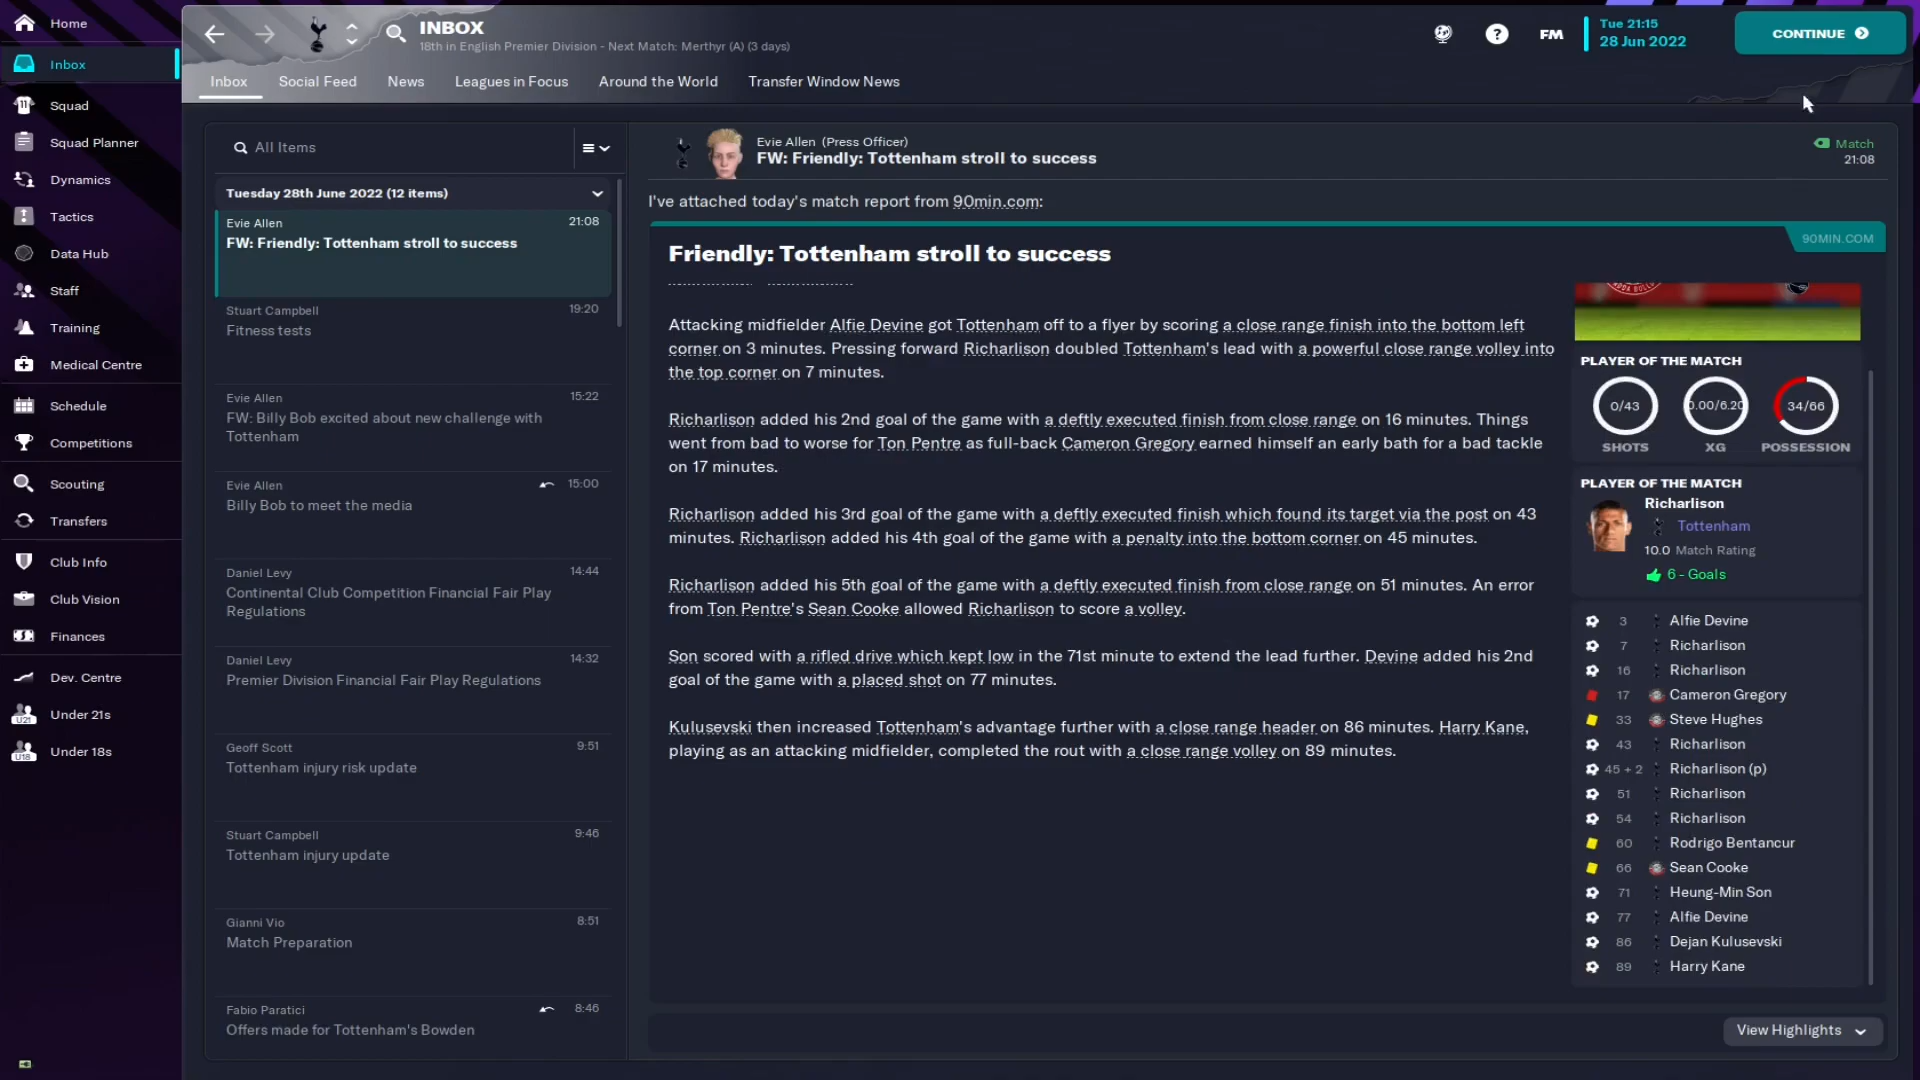 Home
Inbox
Squad
Squad Planner
Dynamics
Tactics
Data Hub
Staff
Training
Medical Centre
Schedule
Competitions
Scouting
Transfers
Club Info
Club Vision
Finances
Dev. Centre
Under 21s
Under 18s
INBOX
18th in English Premier Division - Next Match: Merthyr (A) (3 days)
FM
Tue 21:15
28 Jun 2022
CONTINUE
Inbox
Social Feed
News
Leagues in Focus
Around the World
Transfer Window News
All Items
Tuesday 28th June 2022 (12 items)
Evie Allen 21:08
FW: Friendly: Tottenham stroll to success
Stuart Campbell 19:20
Fitness tests
Evie Allen 15:22
FW: Billy Bob excited about new challenge with
Tottenham
Evie Allen 15:00
Billy Bob to meet the media
Daniel Levy 14:44
Continental Club Competition Financial Fair Play
Regulations
Daniel Levy 14:32
Premier Division Financial Fair Play Regulations
Geoff Scott 9:51
Tottenham injury risk update
Stuart Campbell 9:46
Tottenham injury update
Gianni Vio 8:51
Match Preparation
Fabio Paratici 8:46
Offers made for Tottenham's Bowden
Evie Allen (Press Officer)
FW: Friendly: Tottenham stroll to success
Match
21:08
I've attached today's match report from 90min.com:
90MIN.COM
Friendly: Tottenham stroll to success
Attacking midfielder Alfie Devine got Tottenham off to a flyer by scoring a close range finish into the bottom left
corner on 3 minutes. Pressing forward Richarlison doubled Tottenham's lead with a powerful close range volley into
the top corner on 7 minutes.
Richarlison added his 2nd goal of the game with a deftly executed finish from close range on 16 minutes. Things
went from bad to worse for Ton Pentre as full-back Cameron Gregory earned himself an early bath for a bad tackle
on 17 minutes.
Richarlison added his 3rd goal of the game with a deftly executed finish which found its target via the post on 43
minutes. Richarlison added his 4th goal of the game with a penalty into the bottom corner on 45 minutes.
Richarlison added his 5th goal of the game with a deftly executed finish from close range on 51 minutes. An error
from Ton Pentre's Sean Cooke allowed Richarlison to score a volley.
Son scored with a rifled drive which kept low in the 71st minute to extend the lead further. Devine added his 2nd
goal of the game with a placed shot on 77 minutes.
Kulusevski then increased Tottenham's advantage further with a close range header on 86 minutes. Harry Kane,
playing as an attacking midfielder, completed the rout with a close range volley on 89 minutes.
PLAYER OF THE MATCH
0/43
0.00/6.20
34/66
SHOTS
XG
POSSESSION
PLAYER OF THE MATCH
Richarlison
Tottenham
10.0 Match Rating
6 - Goals
3 Alfie Devine
7 Richarlison
16 Richarlison
17 Cameron Gregory
33 Steve Hughes
43 Richarlison
45 + 2 Richarlison (p)
51 Richarlison
54 Richarlison
60 Rodrigo Bentancur
66 Sean Cooke
71 Heung-Min Son
77 Alfie Devine
86 Dejan Kulusevski
89 Harry Kane
View Highlights